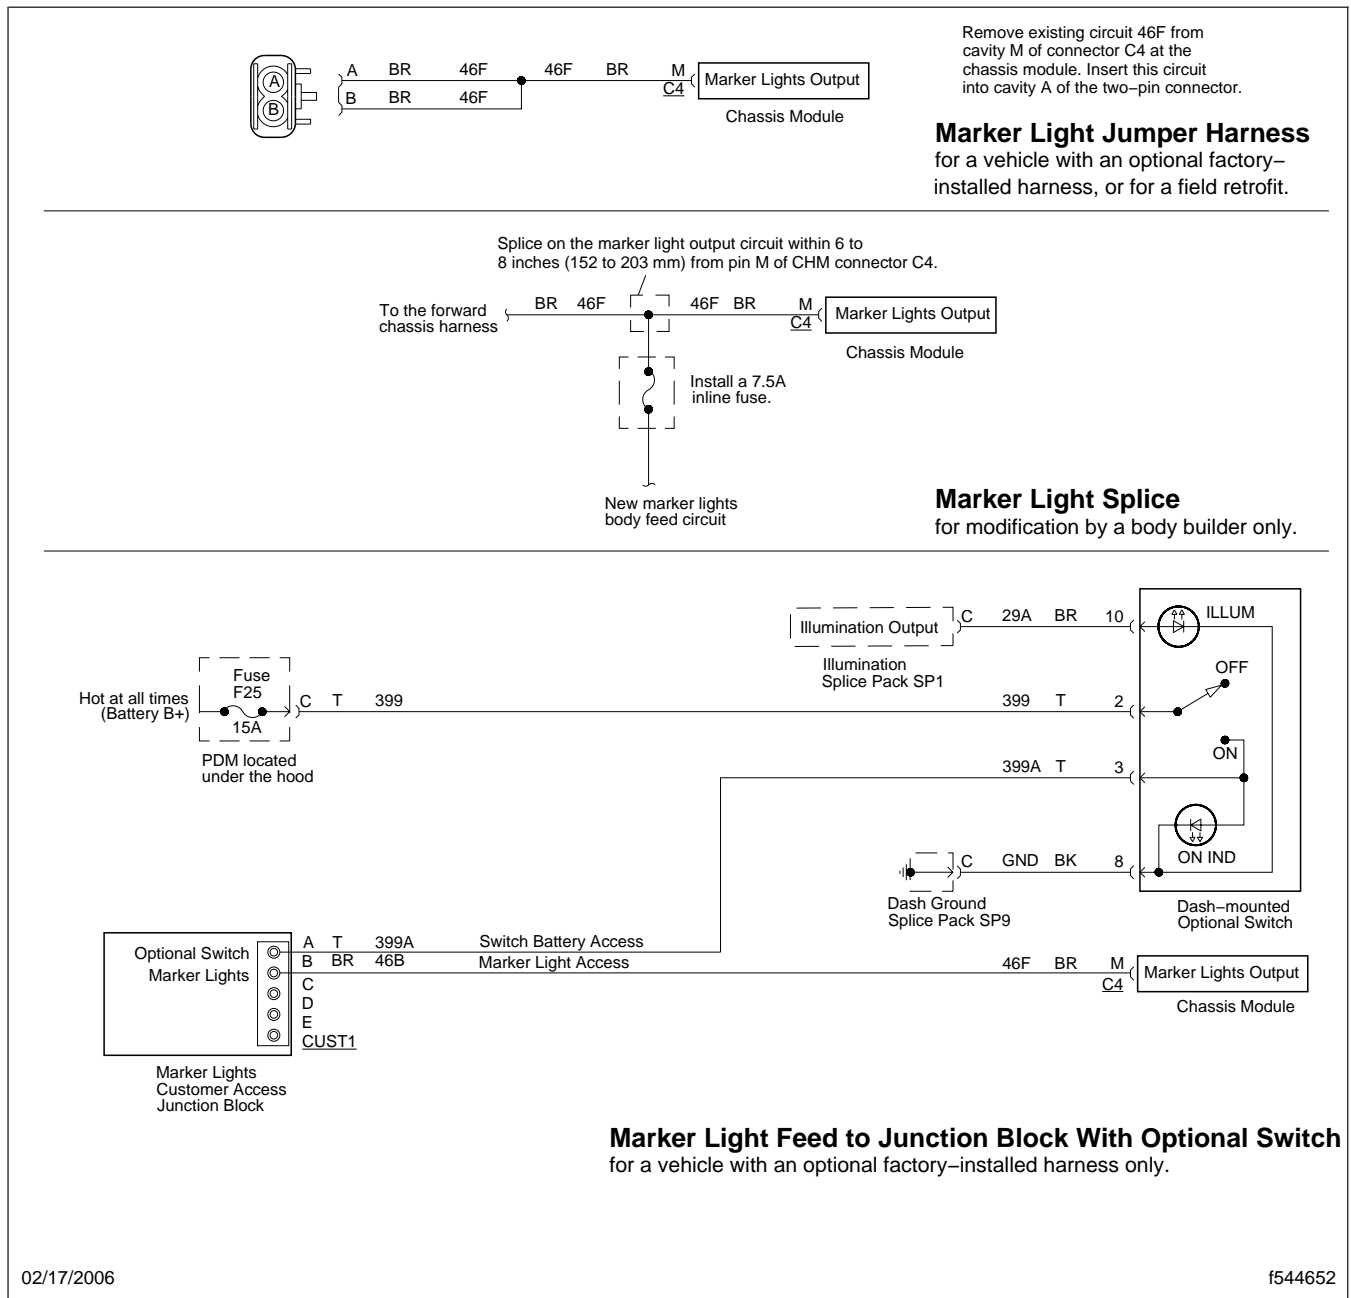 Remove existing circuit 46F from
cavity M of connector C4 at the
chassis module. Insert this circuit
into cavity A of the two−pin connector.
A
B
A BR 46F 46F BR M
B BR 46F
C4
Marker Lights Output
Chassis Module
Marker Light Jumper Harness
for a vehicle with an optional factory−
installed harness, or for a field retrofit.
Splice on the marker light output circuit within 6 to
8 inches (152 to 203 mm) from pin M of CHM connector C4.
To the forward
chassis harness
BR 46F 46F BR M
C4
Marker Lights Output
Chassis Module
Install a 7.5A
inline fuse.
New marker lights
body feed circuit
Marker Light Splice
for modification by a body builder only.
Illumination Output
C 29A BR 10
ILLUM
Illumination
Splice Pack SP1
OFF
Hot at all times
(Battery B+)
Fuse
F25
15A
C T 399 399 T 2
PDM located
under the hood
ON
399A T 3
ON IND
C GND BK 8
Dash Ground
Splice Pack SP9
Dash−mounted
Optional Switch
Optional Switch
Marker Lights
A T 399A Switch Battery Access
B BR 46B Marker Light Access
46F BR M
C4
Marker Lights Output
Chassis Module
C
D
E
CUST1
Marker Lights
Customer Access
Junction Block
Marker Light Feed to Junction Block With Optional Switch
for a vehicle with an optional factory−installed harness only.
02/17/2006
f544652